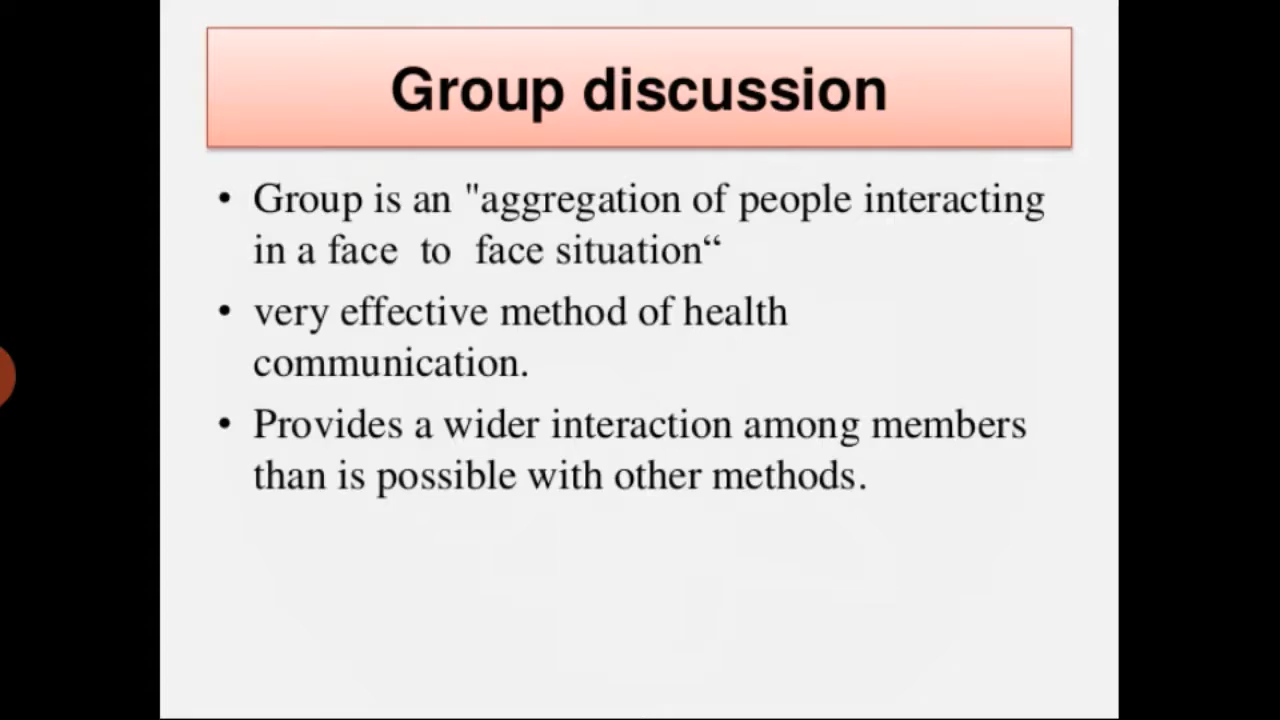 Group discussion
• Group is an "aggregation of people interacting
in a face  to  face situation“
• very effective method of health
communication.
• Provides a wider interaction among members
than is possible with other methods.